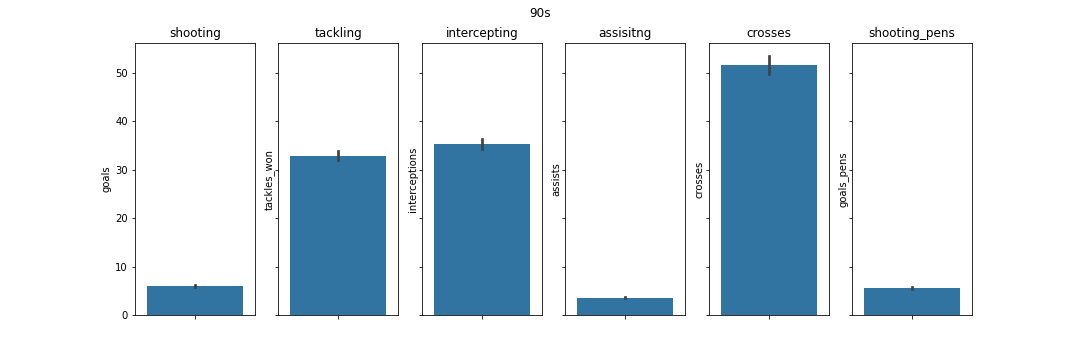 90s
shooting
tackling
intercepting
assisitng
crosses
shooting_pens
goals
50
40
30
20
10
0
tackles_won
interceptions
assists
crosses
goals_pens